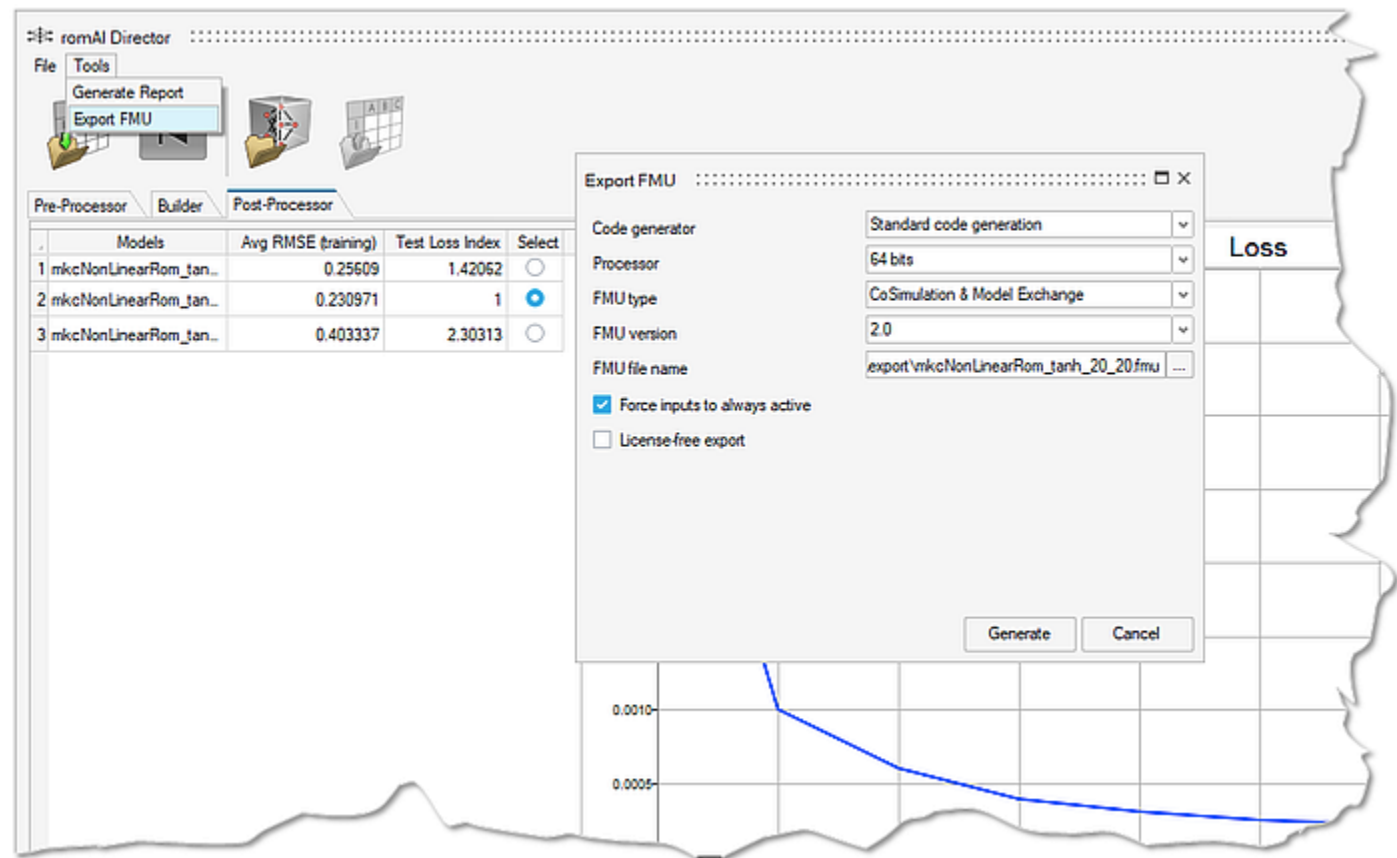 romAI Director
File Tools
Generate Report
Export FMU
A B C
Pre-Processor Builder Post-Processor
Models Avg RMSE (training) Test Loss Index Select
1 mkcNonLinearRom_tan... 0.25609 1.42062
2 mkcNonLinearRom_tan... 0.230971 1
3 mkcNonLinearRom_tan... 0.403337 2.30313
Export FMU
Code generator Standard code generation
Processor 64 bits
FMU type CoSimulation & Model Exchange
FMU version 2.0
FMU file name export\mkcNonLinearRom_tanh_20_20.fmu ...
Force inputs to always active
License-free export
Generate Cancel
Loss
0.0010
0.0005